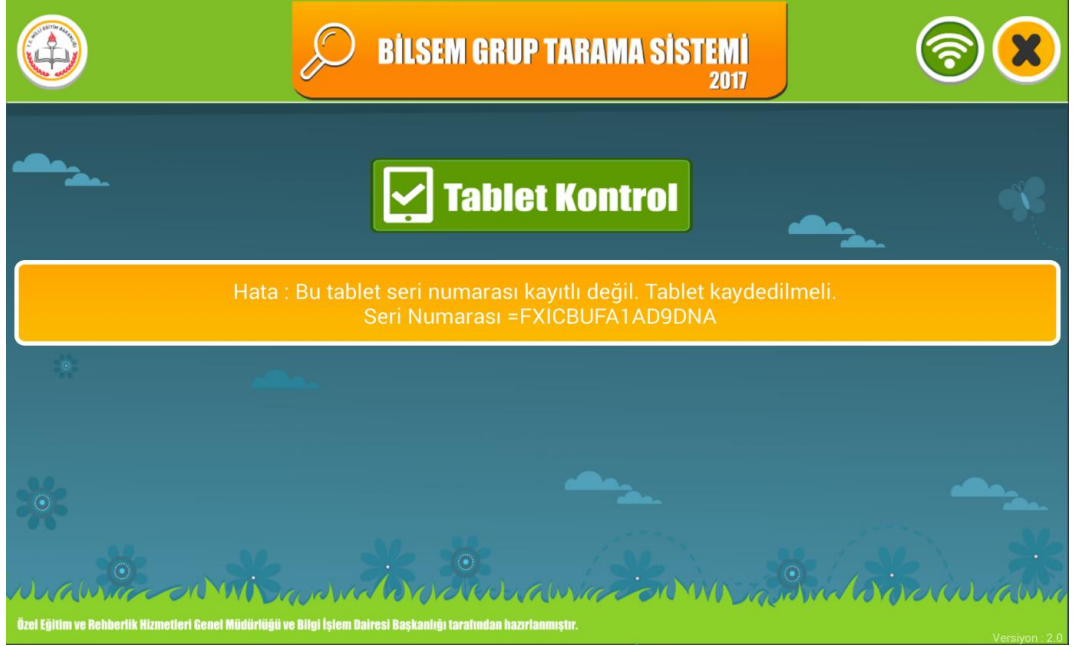 BİLSEM GRUP TARAMA SİSTEMİ
2017
Tablet Kontrol
Hata : Bu tablet seri numarası kayıtlı değil. Tablet kaydedilmeli.
Seri Numarası =FXICBUFA1AD9DNA
Özel Eğitim ve Rehberlik Hizmetleri Genel Müdürlüğü ve Bilgi İşlem Dairesi Başkanlığı tarafından hazırlanmıştır.
Versiyon : 2.0